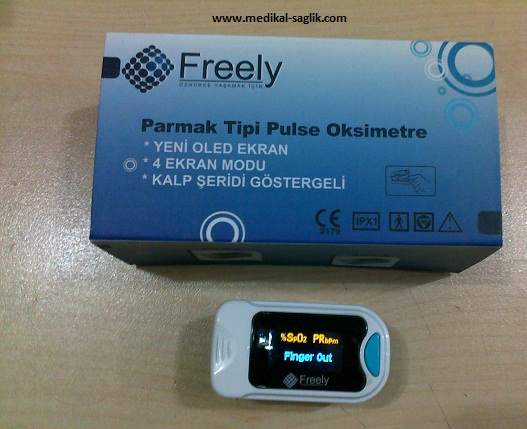 www.medikal-saglik.com
Freely
ÖZGÜRCE YAŞAMAK İÇİN
Parmak Tipi Pulse Oksimetre
* YENİ OLED EKRAN
* 4 EKRAN MODU
* KALP ŞERİDİ GÖSTERGELİ
CE IPX1
2179
%SpO2 PRbpm
Finger Out
Freely